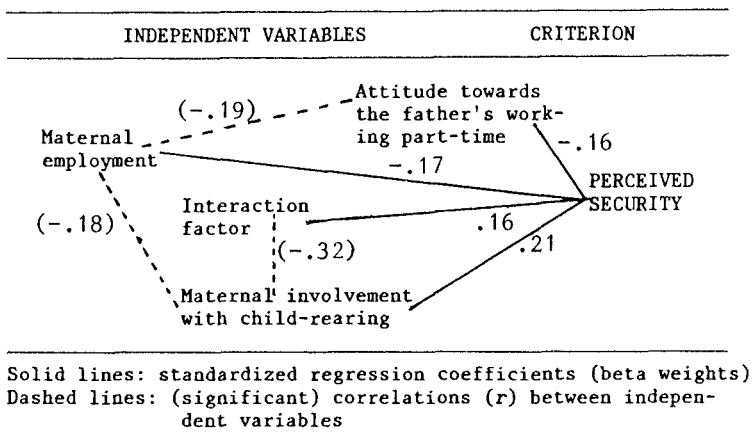 INDEPENDENT VARIABLES CRITERION
Attitude towards
the father's work-
ing part-time
(-.19)
Maternal
employment
-.16
-.17
PERCEIVED
SECURITY
Interaction
factor
(-.18)
.16
(-.32)
.21
Maternal involvement
with child-rearing
Solid lines: standardized regression coefficients (beta weights)
Dashed lines: (significant) correlations (r) between indepen-
dent variables